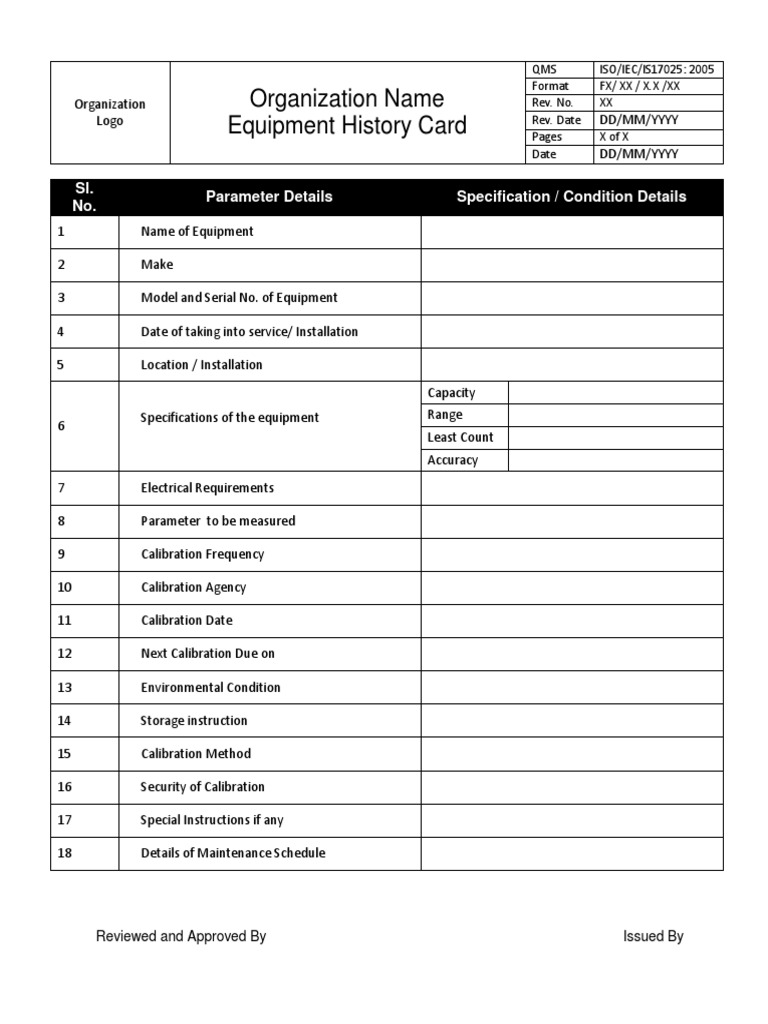 Organization
Logo
Organization Name
Equipment History Card
QMS ISO/IEC/IS17025: 2005
Format FX/ XX / X.X /XX
Rev. No. XX
Rev. Date DD/MM/YYYY
Pages X of X
Date DD/MM/YYYY
Sl.
No.
Parameter Details
Specification / Condition Details
1 Name of Equipment
2 Make
3 Model and Serial No. of Equipment
4 Date of taking into service/ Installation
5 Location / Installation
6 Specifications of the equipment
Capacity
Range
Least Count
Accuracy
7 Electrical Requirements
8 Parameter to be measured
9 Calibration Frequency
10 Calibration Agency
11 Calibration Date
12 Next Calibration Due on
13 Environmental Condition
14 Storage instruction
15 Calibration Method
16 Security of Calibration
17 Special Instructions if any
18 Details of Maintenance Schedule
Reviewed and Approved By Issued By